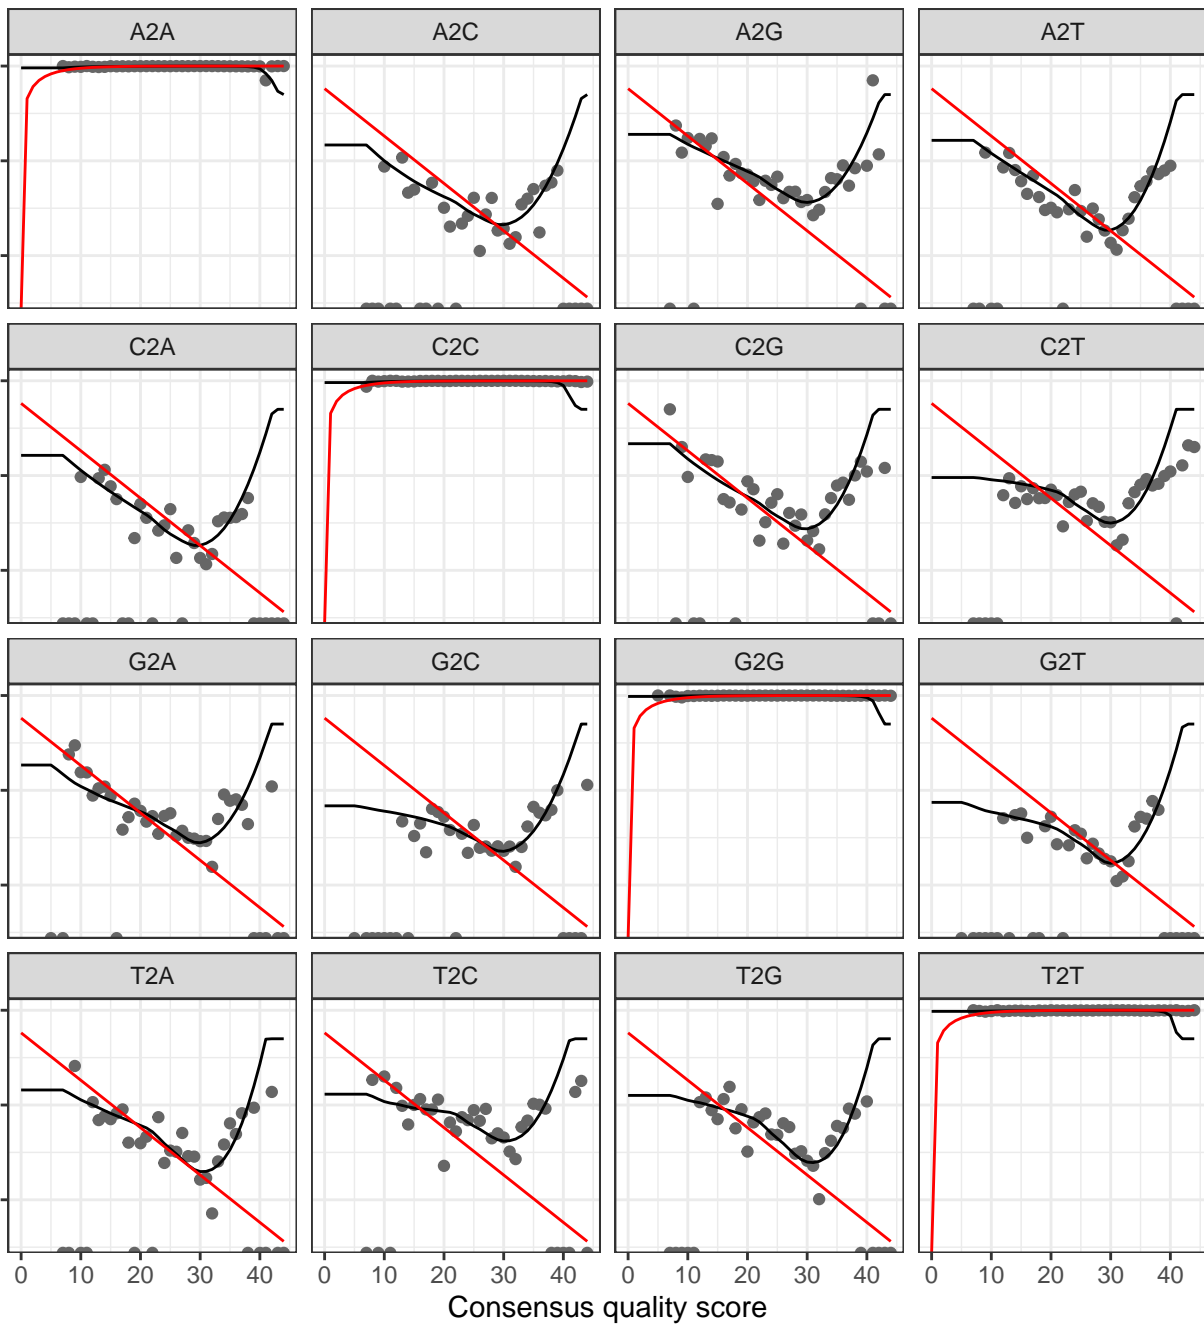 A2A A2C A2G A2T
C2A C2C C2G C2T
G2A G2C G2G G2T
T2A T2C T2G T2T
0 10 20 30 40 0 10 20 30 40 0 10 20 30 40 0 10 20 30 40
Consensus quality score